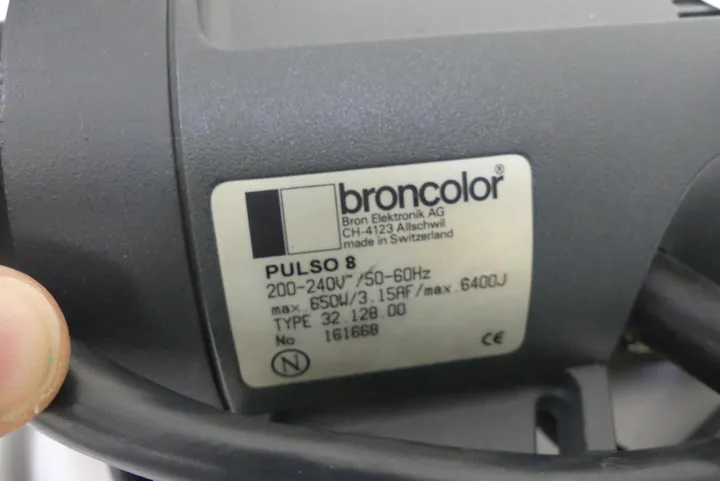 broncolor®
Bron Elektronik AG
CH-4123 Allschwil
made in Switzerland
PULSO 8
200-240V~/50-60Hz
max.650W/3.15AF/max.6400J
TYPE 32.128.00
No 161668
N
CE